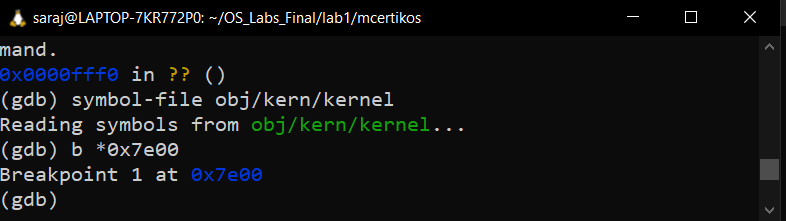 saraj@LAPTOP-7KR772P0: ~/OS_Labs_Final/lab1/mcertikos
mand.
0x0000fff0 in ?? ()
(gdb) symbol-file obj/kern/kernel
Reading symbols from obj/kern/kernel...
(gdb) b *0x7e00
Breakpoint 1 at 0x7e00
(gdb)